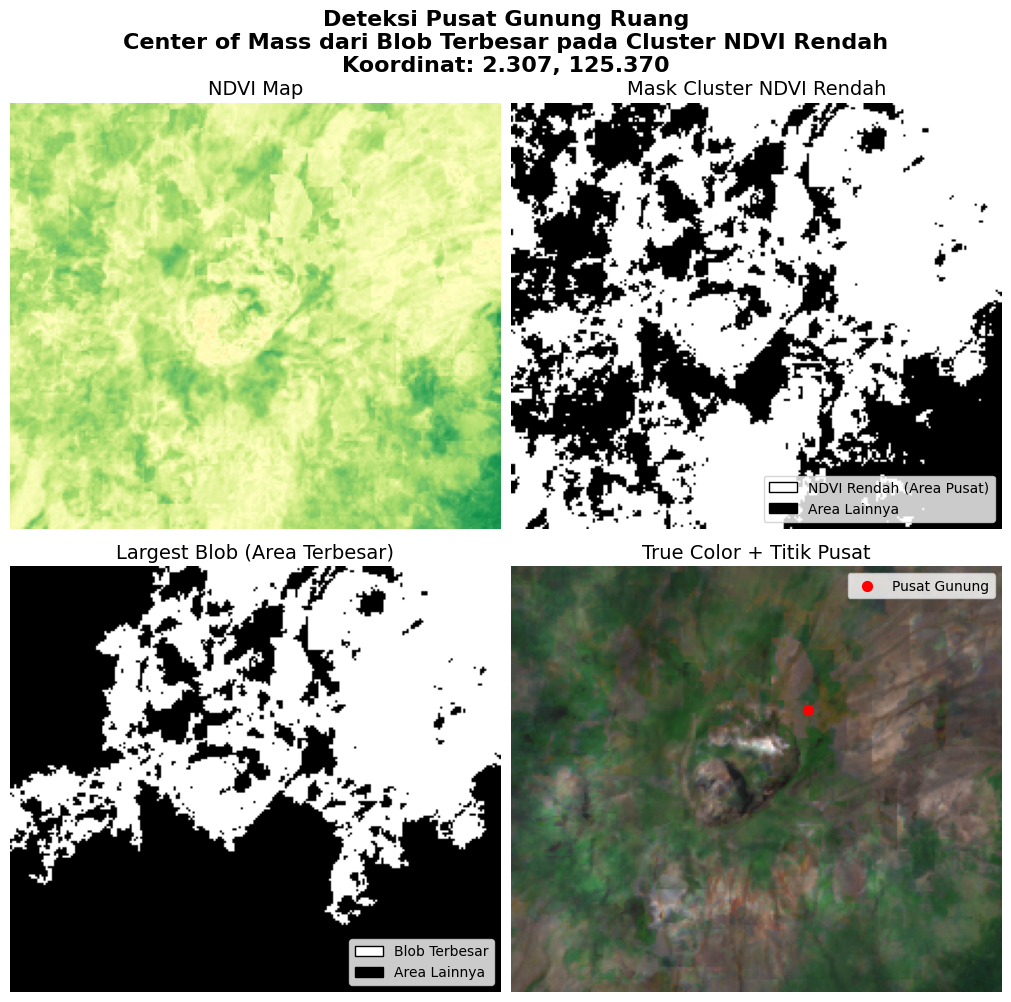 Deteksi Pusat Gunung Ruang
Center of Mass dari Blob Terbesar pada Cluster NDVI Rendah
Koordinat: 2.307, 125.370
NDVI Map
Mask Cluster NDVI Rendah
NDVI Rendah (Area Pusat)
Area Lainnya
Largest Blob (Area Terbesar)
True Color + Titik Pusat
Pusat Gunung
Blob Terbesar
Area Lainnya